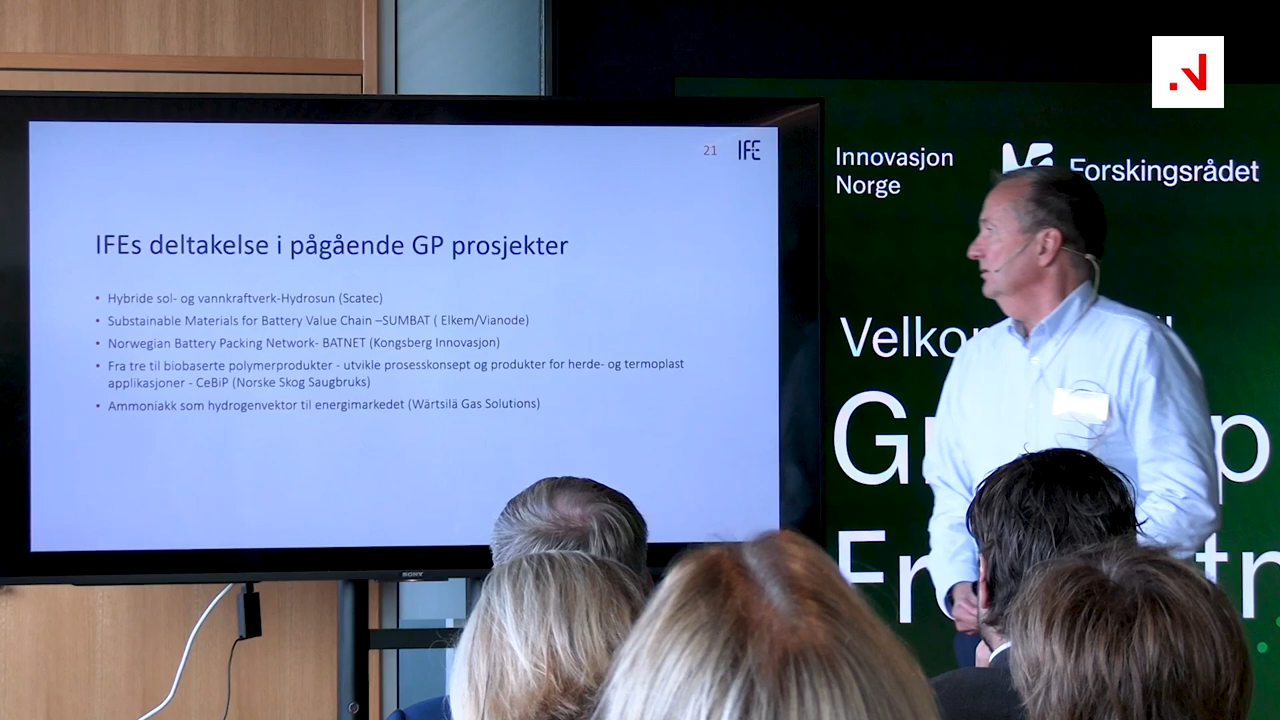 21 IFE
IFEs deltakelse i pågående GP prosjekter
• Hybride sol- og vannkraftverk-Hydrosun (Scatec)
• Substainable Materials for Battery Value Chain –SUMBAT ( Elkem/Vianode)
• Norwegian Battery Packing Network- BATNET (Kongsberg Innovasjon)
• Fra tre til biobaserte polymerprodukter - utvikle prosesskonsept og produkter for herde- og termoplast
applikasjoner - CeBiP (Norske Skog Saugbruks)
• Ammoniakk som hydrogenvektor til energimarkedet (Wärtsilä Gas Solutions)
SONY
Innovasjon
Norge
Forskingsrådet